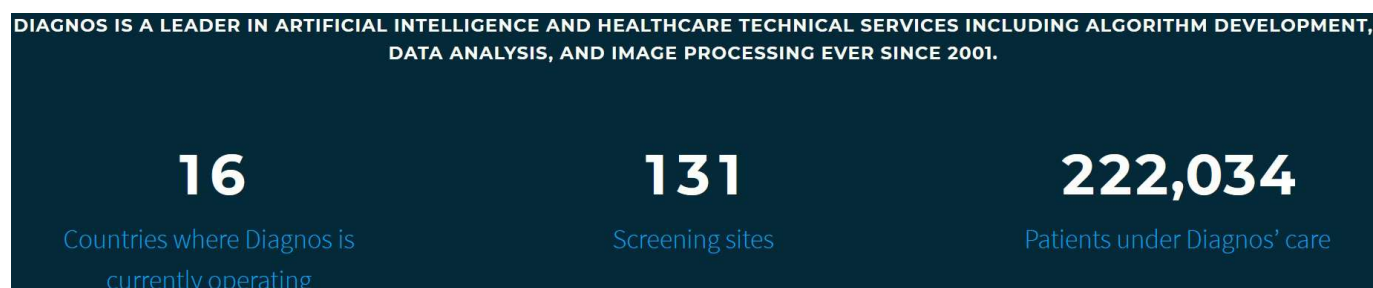 DIAGNOS IS A LEADER IN ARTIFICIAL INTELLIGENCE AND HEALTHCARE TECHNICAL SERVICES INCLUDING ALGORITHM DEVELOPMENT,
DATA ANALYSIS, AND IMAGE PROCESSING EVER SINCE 2001.
16
Countries where Diagnos is
currently operating
131
Screening sites
222,034
Patients under Diagnos’ care